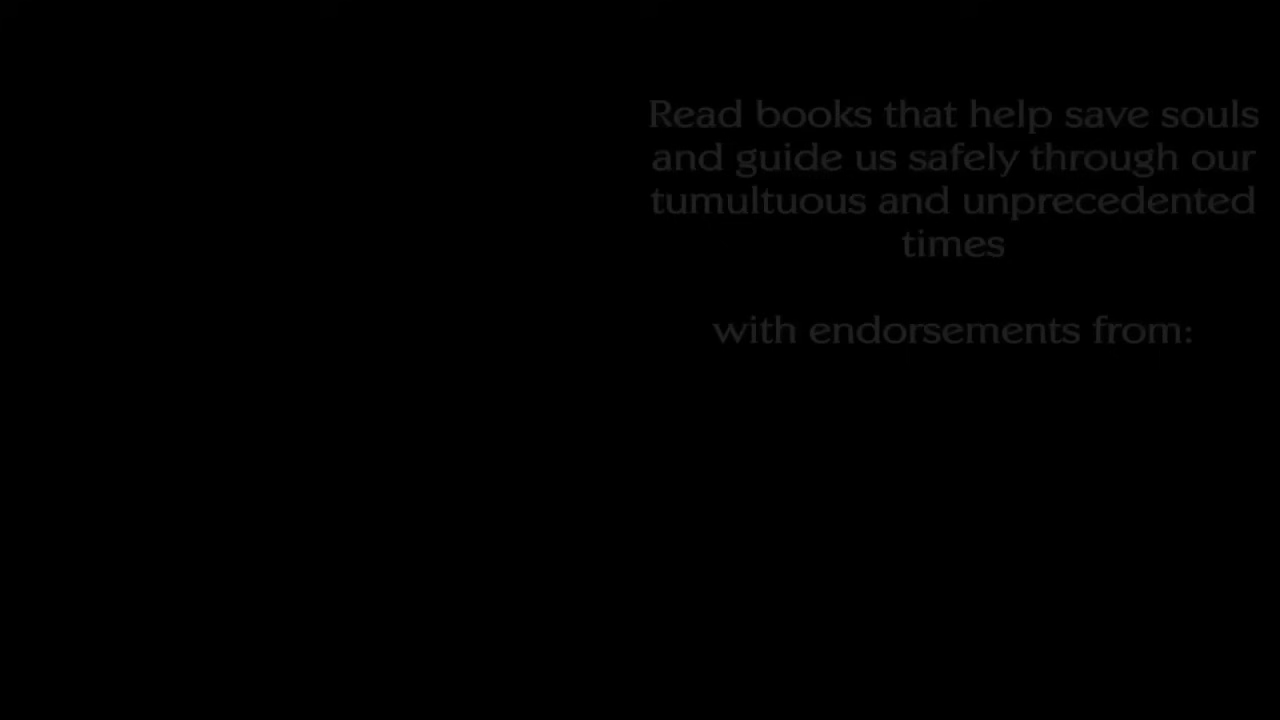 Read books that help save souls
and guide us safely through our
tumultuous and unprecedented
times
with endorsements from: